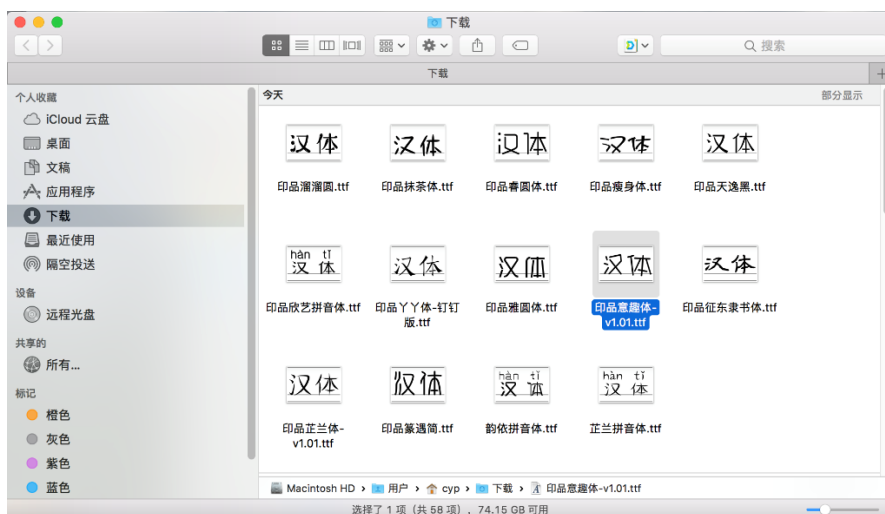 下载
搜索
下载
+
个人收藏
iCloud 云盘
桌面
文稿
应用程序
下载
最近使用
隔空投送
设备
远程光盘
共享的
所有...
标记
橙色
灰色
紫色
蓝色
今天
部分显示
汉体
汉体
汉体
汉体
汉体
印品溜溜圆.ttf
印品抹茶体.ttf
印品睿圆体.ttf
印品瘦身体.ttf
印品天逸黑.ttf
hàn tǐ
汉体
汉体
汉体
汉体
汉体
印品欣艺拼音体.ttf
印品丫丫体-钉钉
版.ttf
印品雅圆体.ttf
印品意趣体-
v1.01.ttf
印品征东隶书体.ttf
汉体
汉体
hàn tǐ
汉体
hàn tǐ
汉体
印品芷兰体-
v1.01.ttf
印品篆遇简.ttf
韵依拼音体.ttf
芷兰拼音体.ttf
Macintosh HD › 用户 › cyp › 下载 › 印品意趣体-v1.01.ttf
选择了 1 项（共 58 项），74.15 GB 可用